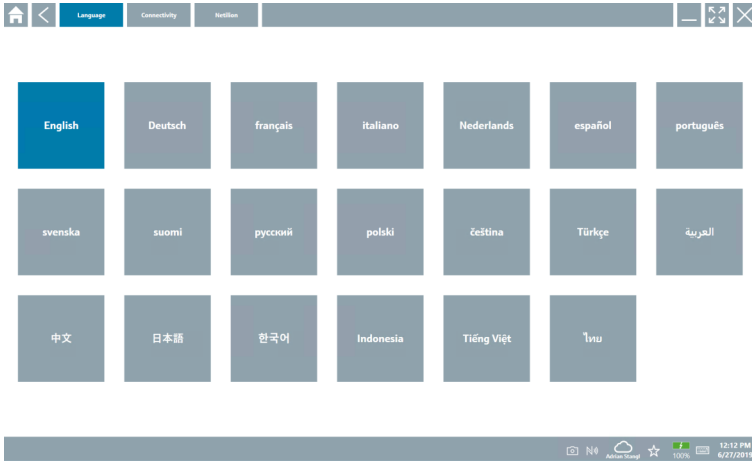 Language
Connectivity
Netilion
English
Deutsch
français
italiano
Nederlands
español
português
svenska
suomi
русский
polski
čeština
Türkçe
العربية
中文
日本語
한국어
Indonesia
Tiếng Việt
ไทย
Adrian Stangl
100%
12:12 PM
6/27/2019